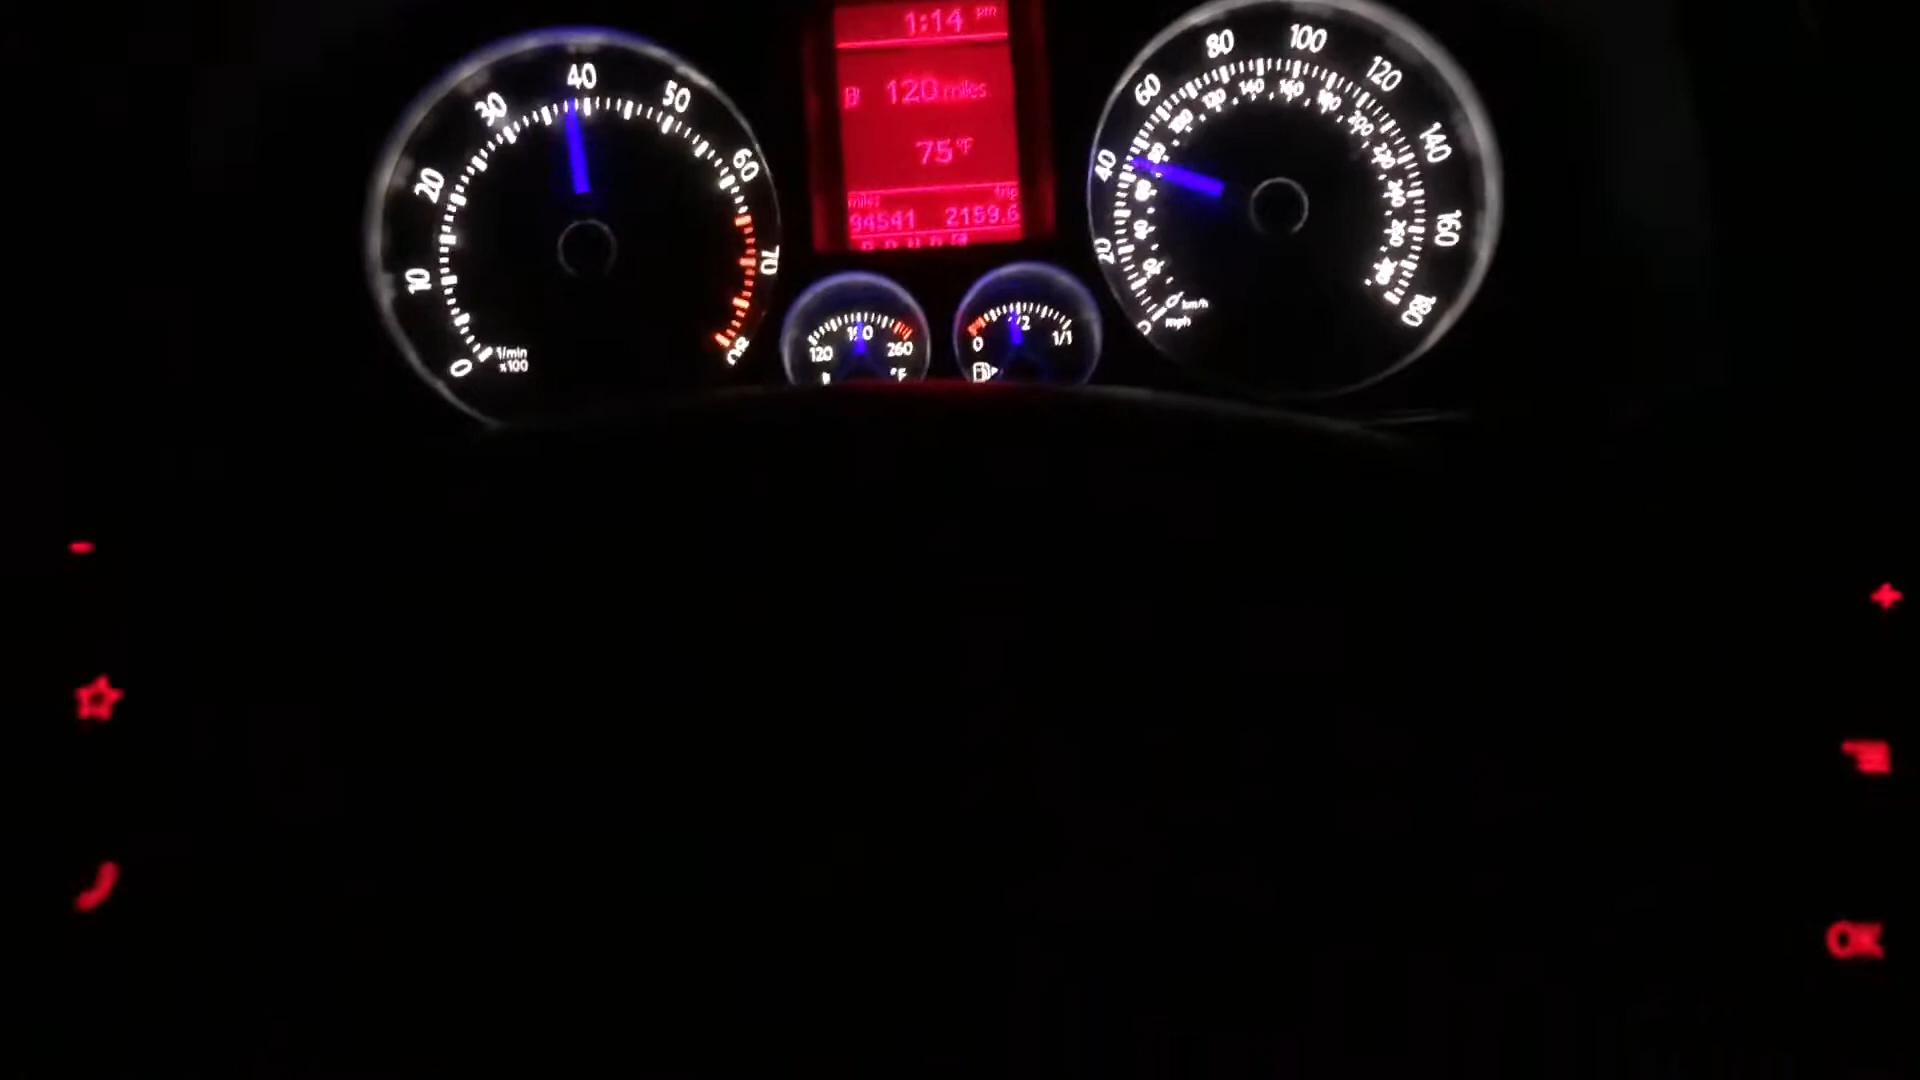 1:14 pm
120 miles
75°F
miles trip
94541 2159.6
0 10 20 30 40 50 60 70 80
1/min
x100
120 260
°F
0 1/2 1/1
20 40 60 80 100 120 140 160 180
km/h
mph
- 
+
OK